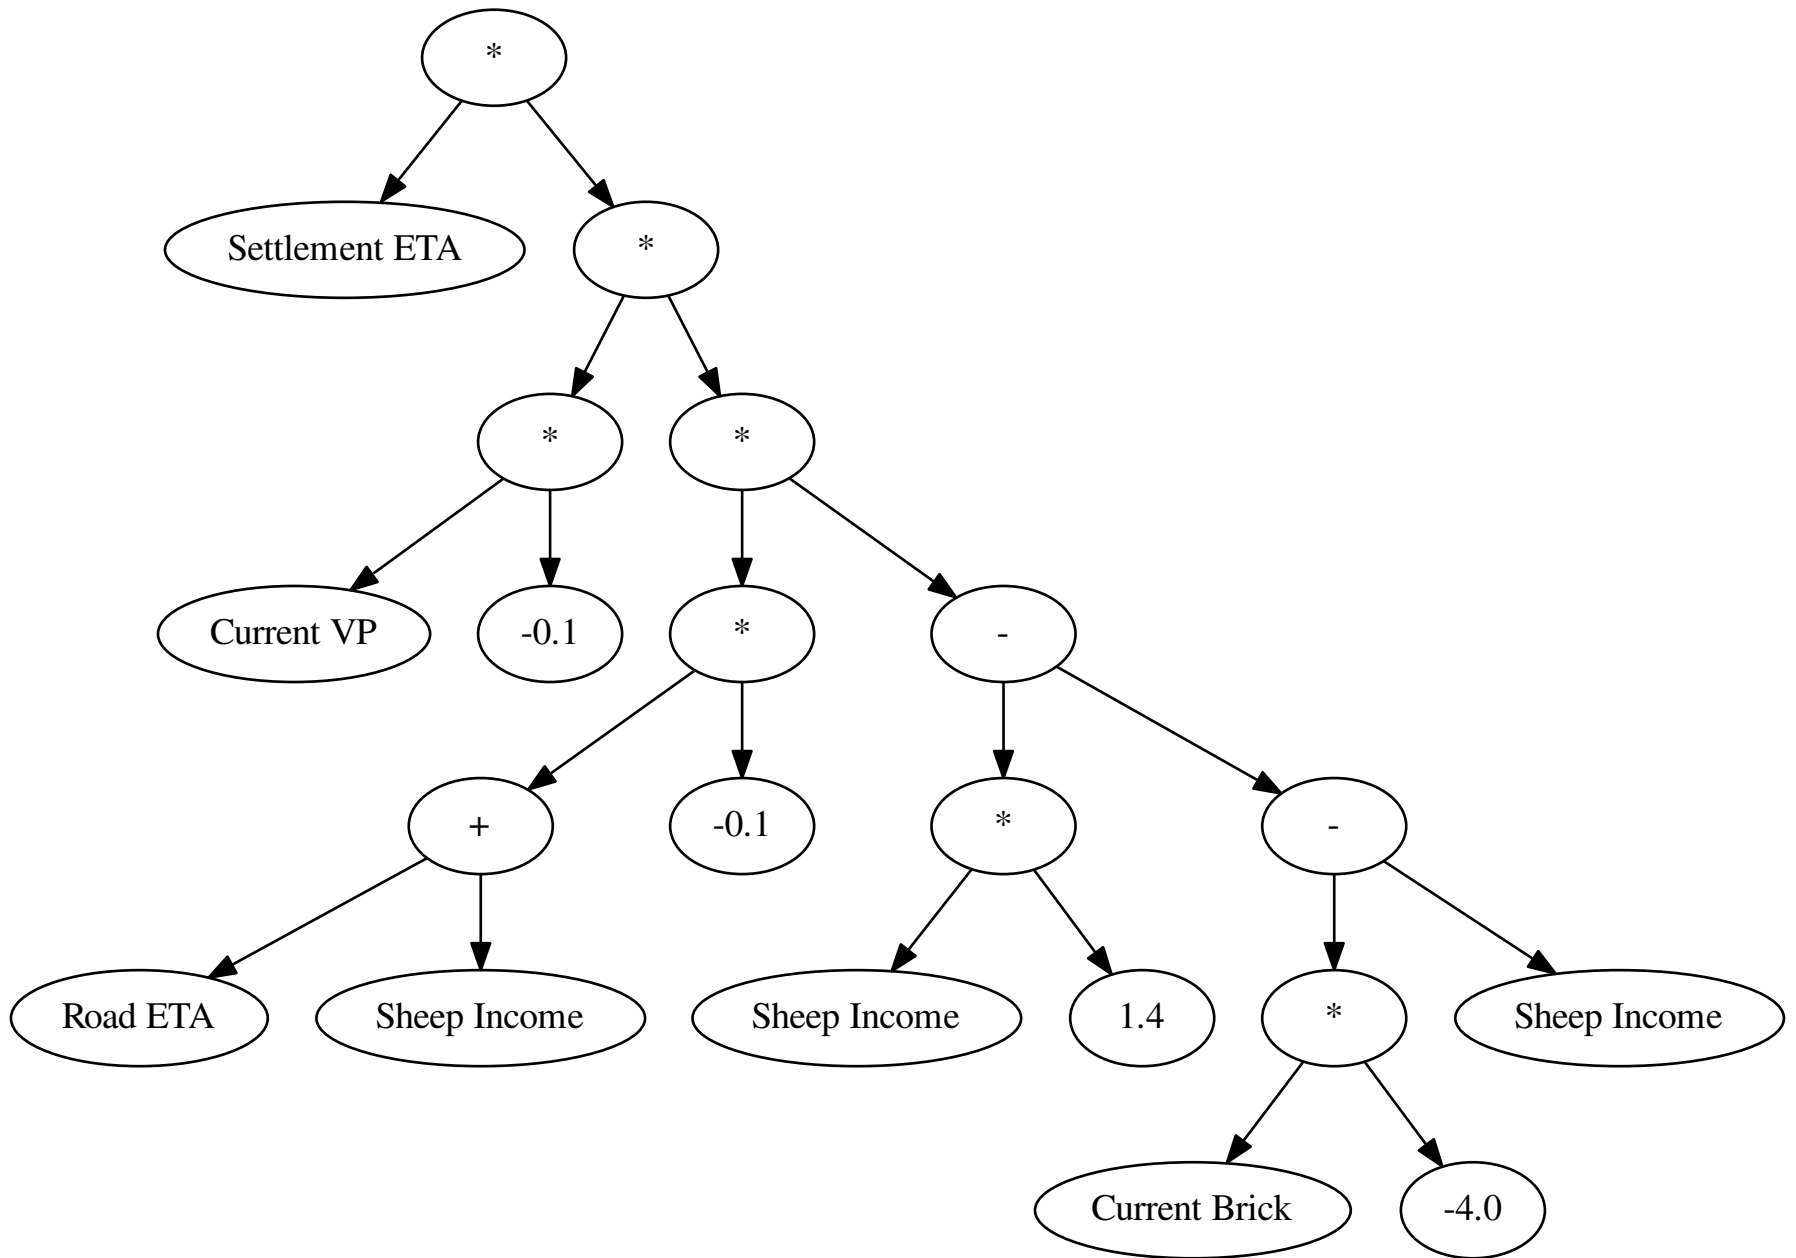 *
Settlement ETA
*
*
*
Current VP
-0.1
*
-
+
-0.1
*
-
Road ETA
Sheep Income
Sheep Income
1.4
*
Sheep Income
Current Brick
-4.0